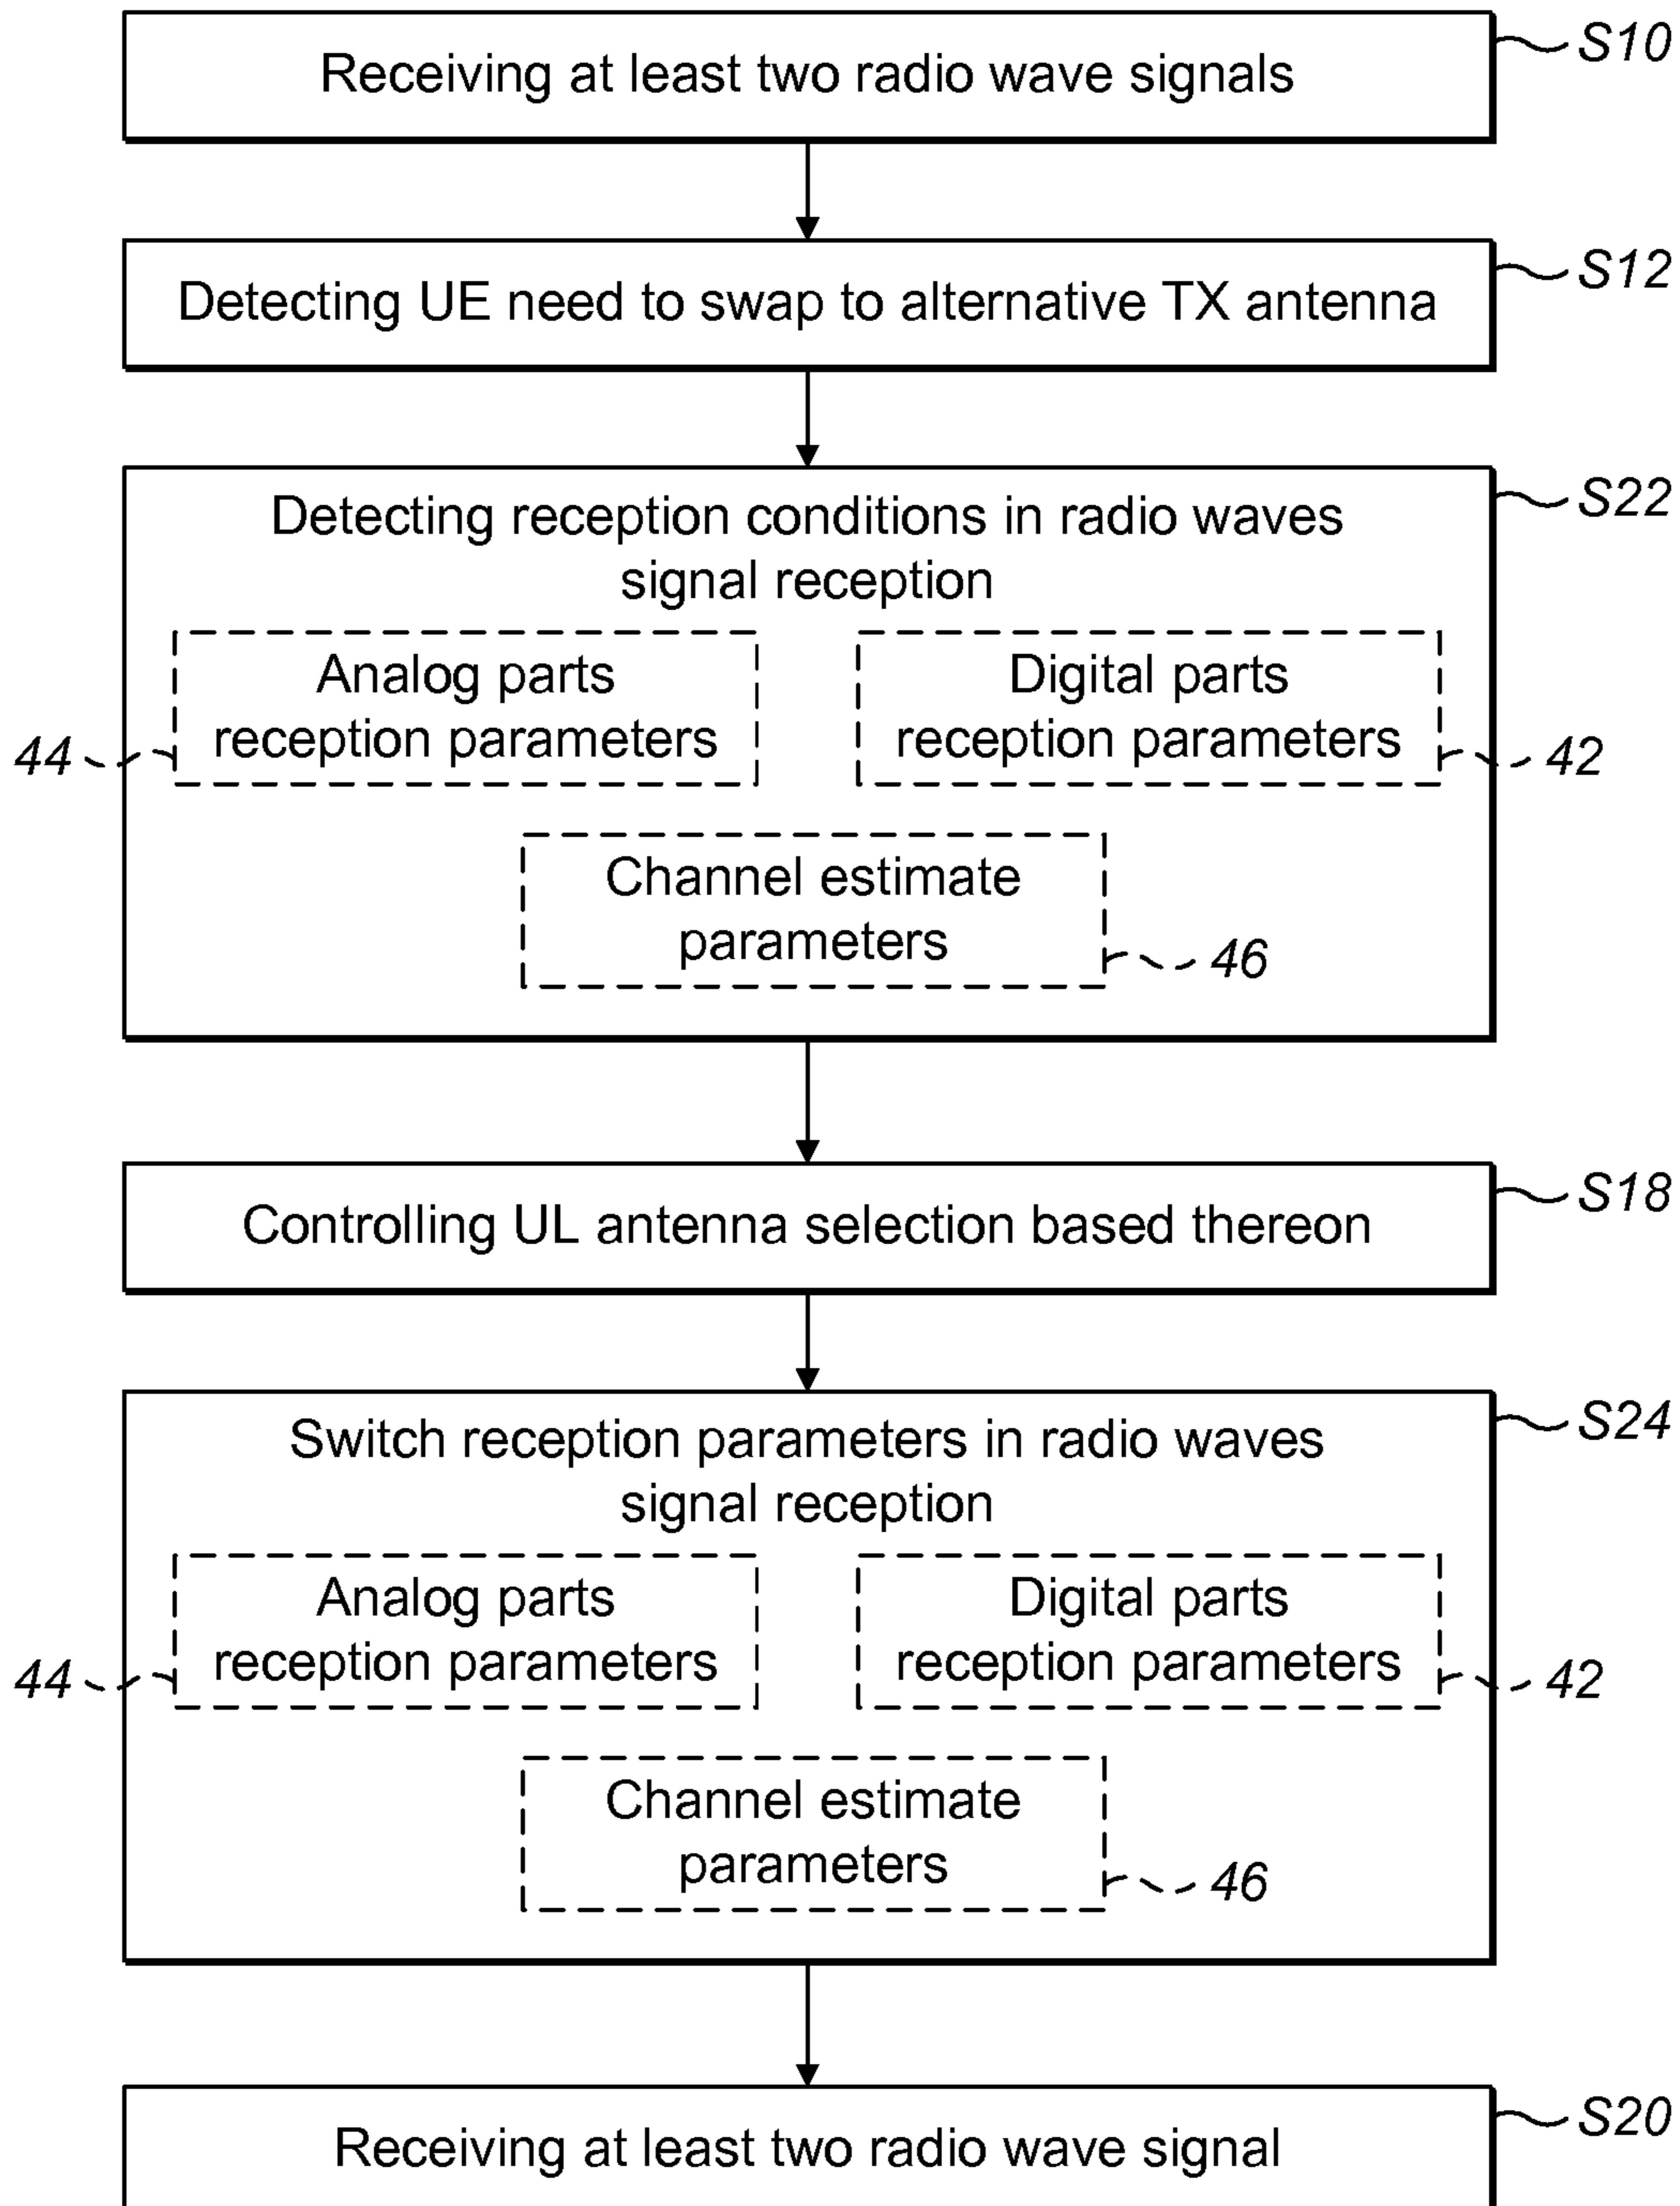 Receiving at least two radio wave signals
S10
Detecting UE need to swap to alternative TX antenna
S12
Detecting reception conditions in radio waves
signal reception
S22
Analog parts
reception parameters
44
Digital parts
reception parameters
42
Channel estimate
parameters
46
Controlling UL antenna selection based thereon
S18
Switch reception parameters in radio waves
signal reception
S24
Analog parts
reception parameters
44
Digital parts
reception parameters
42
Channel estimate
parameters
46
Receiving at least two radio wave signal
S20